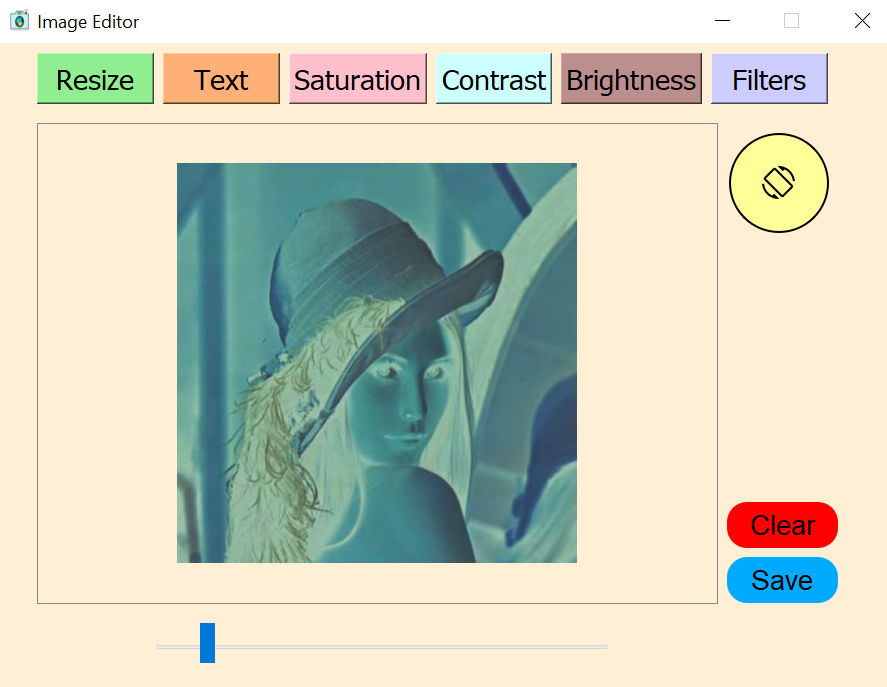 Image Editor
Resize Text Saturation Contrast Brightness Filters
Clear
Save